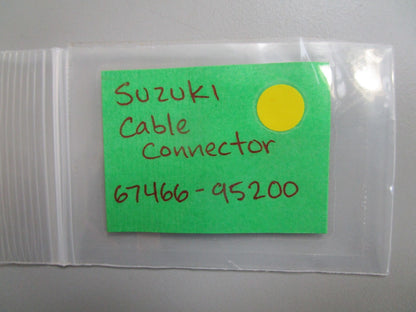 SUZUKI
Cable
Connector
67466-95200